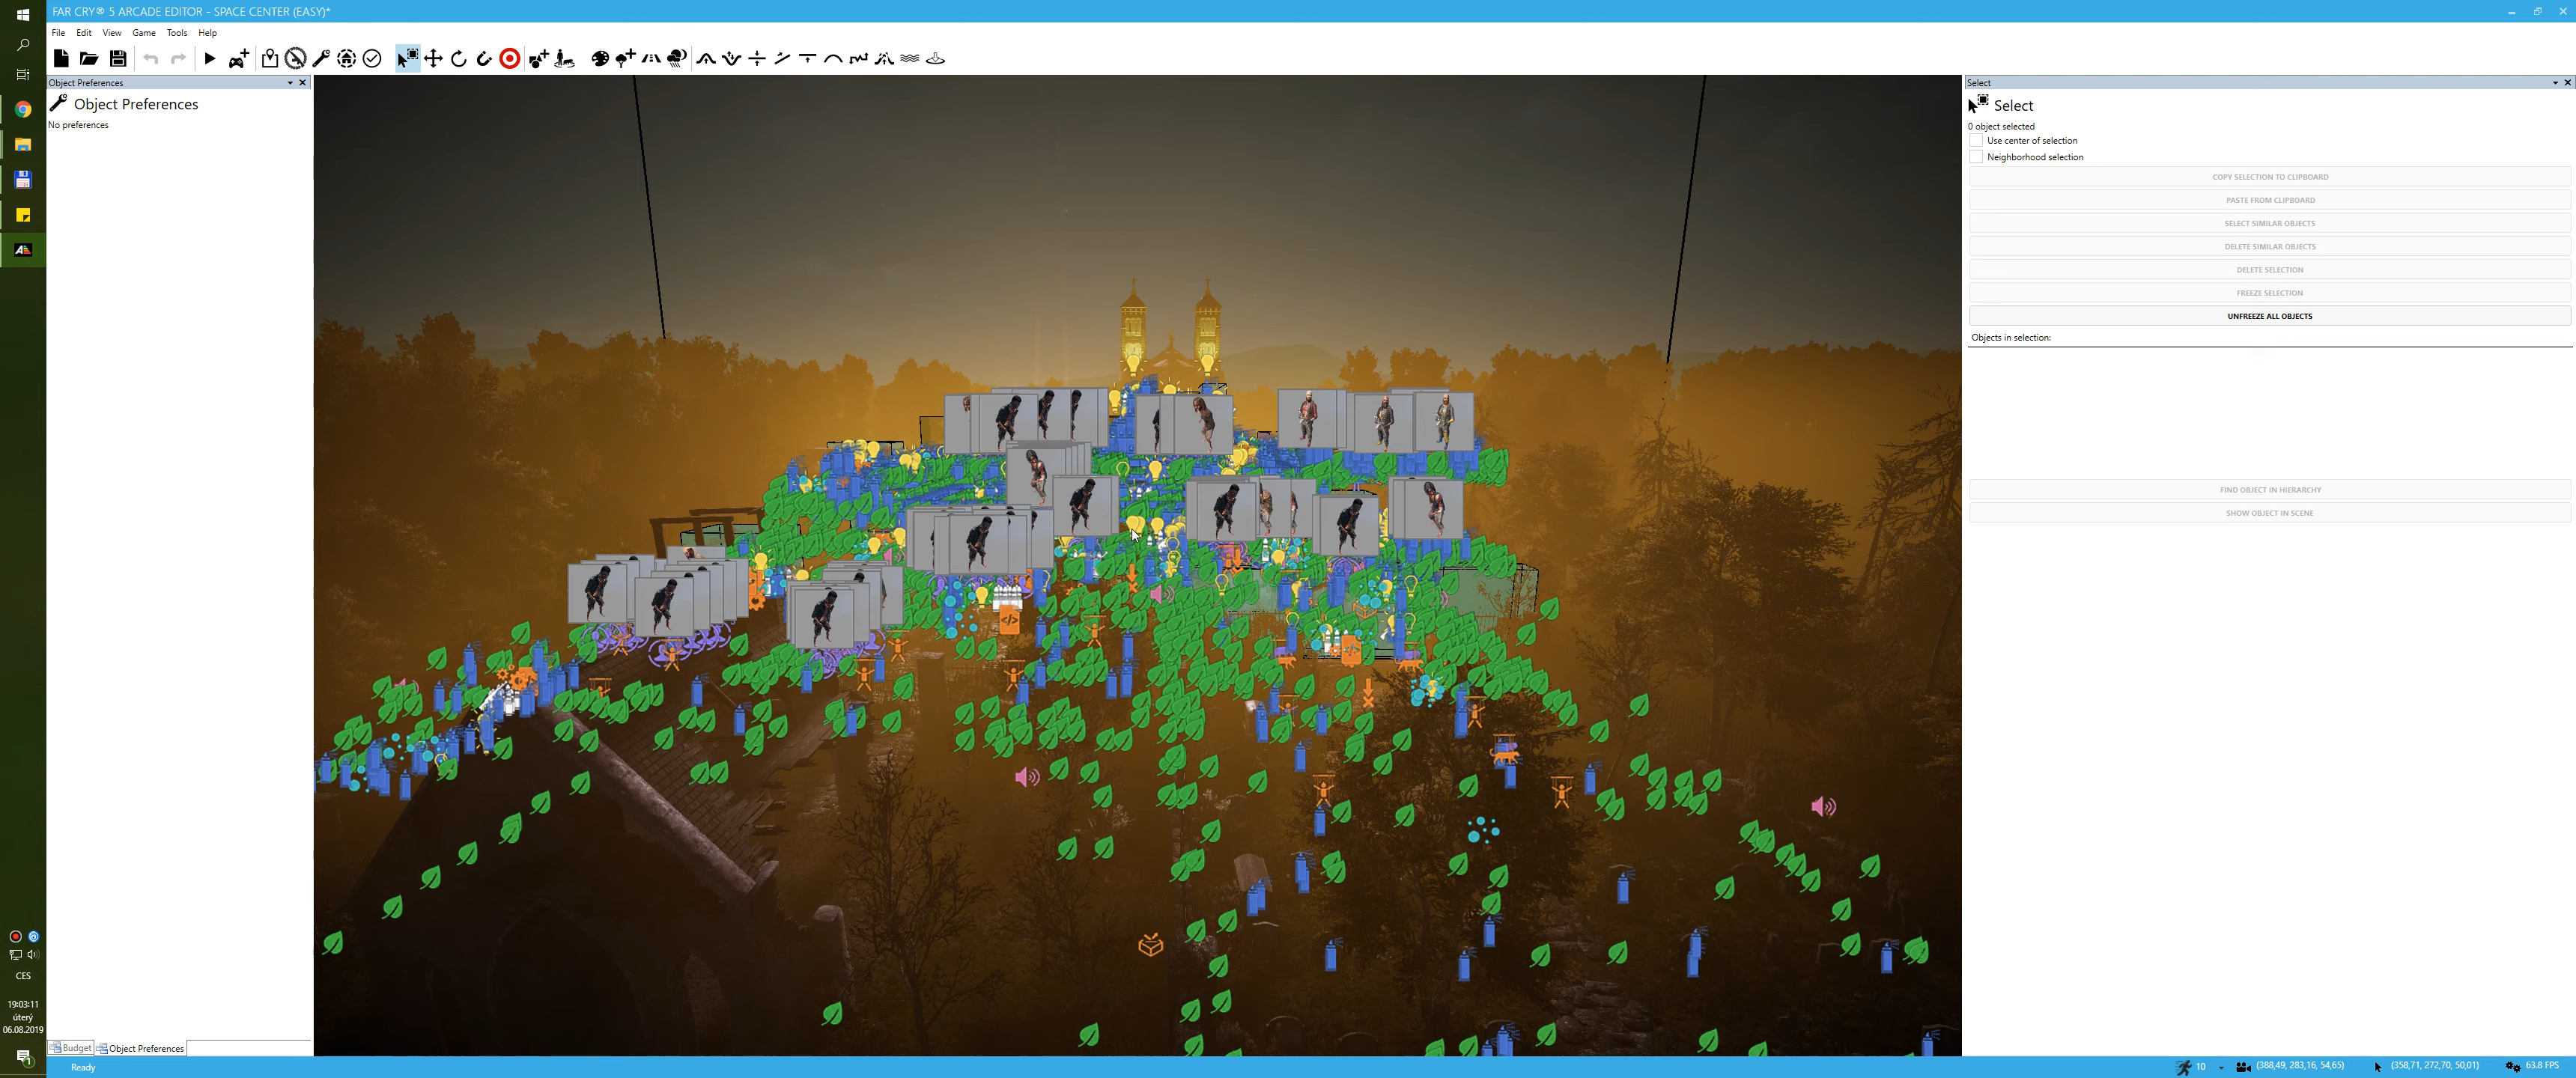 FAR CRY® 5 ARCADE EDITOR - SPACE CENTER (EASY)*
File Edit View Game Tools Help
Object Preferences
Object Preferences
No preferences
Select
Select
0 object selected
Use center of selection
Neighborhood selection
COPY SELECTION TO CLIPBOARD
PASTE FROM CLIPBOARD
SELECT SIMILAR OBJECTS
DELETE SIMILAR OBJECTS
DELETE SELECTION
FREEZE SELECTION
UNFREEZE ALL OBJECTS
Objects in selection:
FIND OBJECT IN HIERARCHY
SHOW OBJECT IN SCENE
CES
19:03:11
úterý
06.08.2019
1
Budget Object Preferences
Ready
10 (388,49, 283,16, 54,65) (358,71, 272,70, 50,01) 63.8 FPS